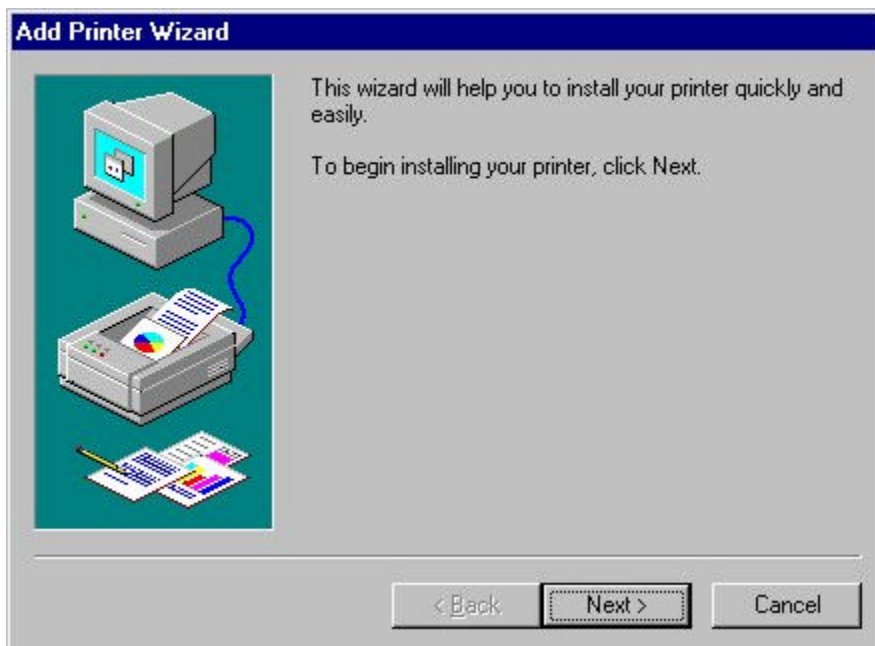 Add Printer Wizard
This wizard will help you to install your printer quickly and
easily.
To begin installing your printer, click Next.
< Back
Next >
Cancel